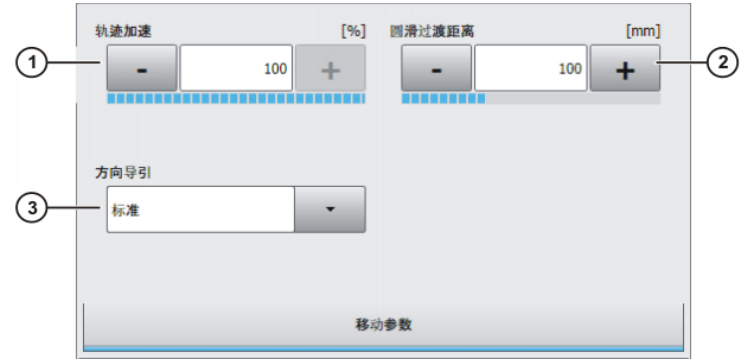 轨迹加速 [%] 圆滑过渡距离 [mm]
1 - 100 + - 100 + 2
方向导引
3 标准
移动参数